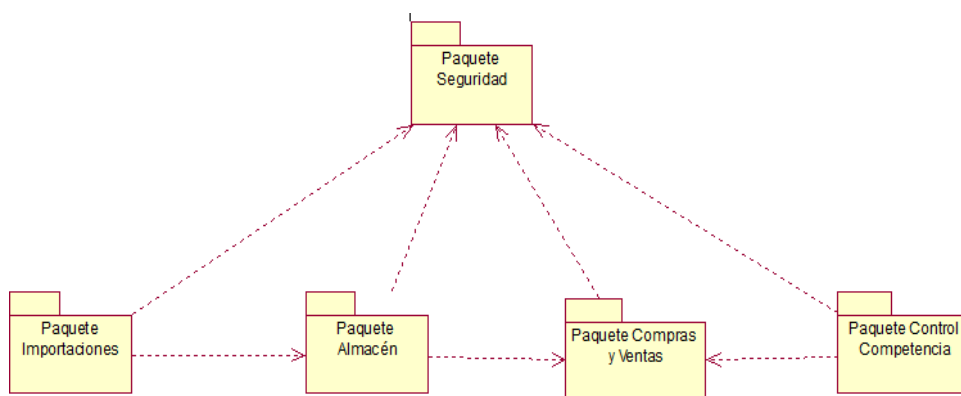 Paquete
Seguridad
Paquete
Importaciones
Paquete
Almacén
Paquete Compras
y Ventas
Paquete Control
Competencia